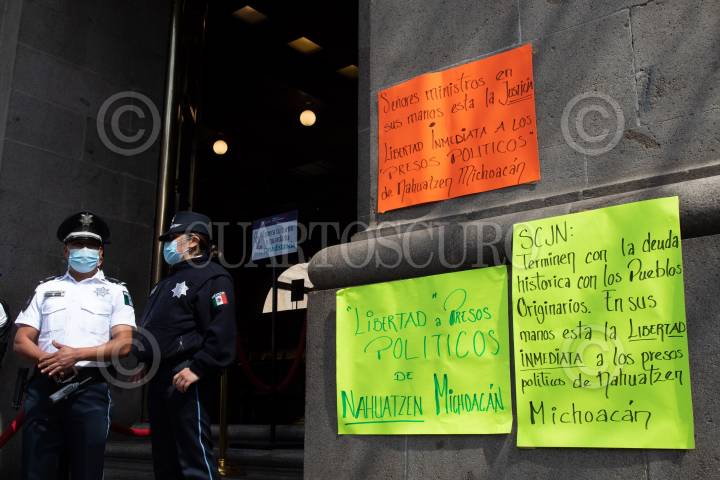 Señores ministros en
sus manos esta la Justicia
Libertad Inmediata a los
"Presos Politicos"
de Nahuatzen Michoacán
SCJN:
Terminen con la deuda
historica con los Pueblos
Originarios. En sus
manos esta la Libertad
inmediata a los presos
politicos de Nahuatzen
Michoacán
"Libertad" a Presos
Politicos
de
Nahuatzen Michoacán
CUARTOSCURO